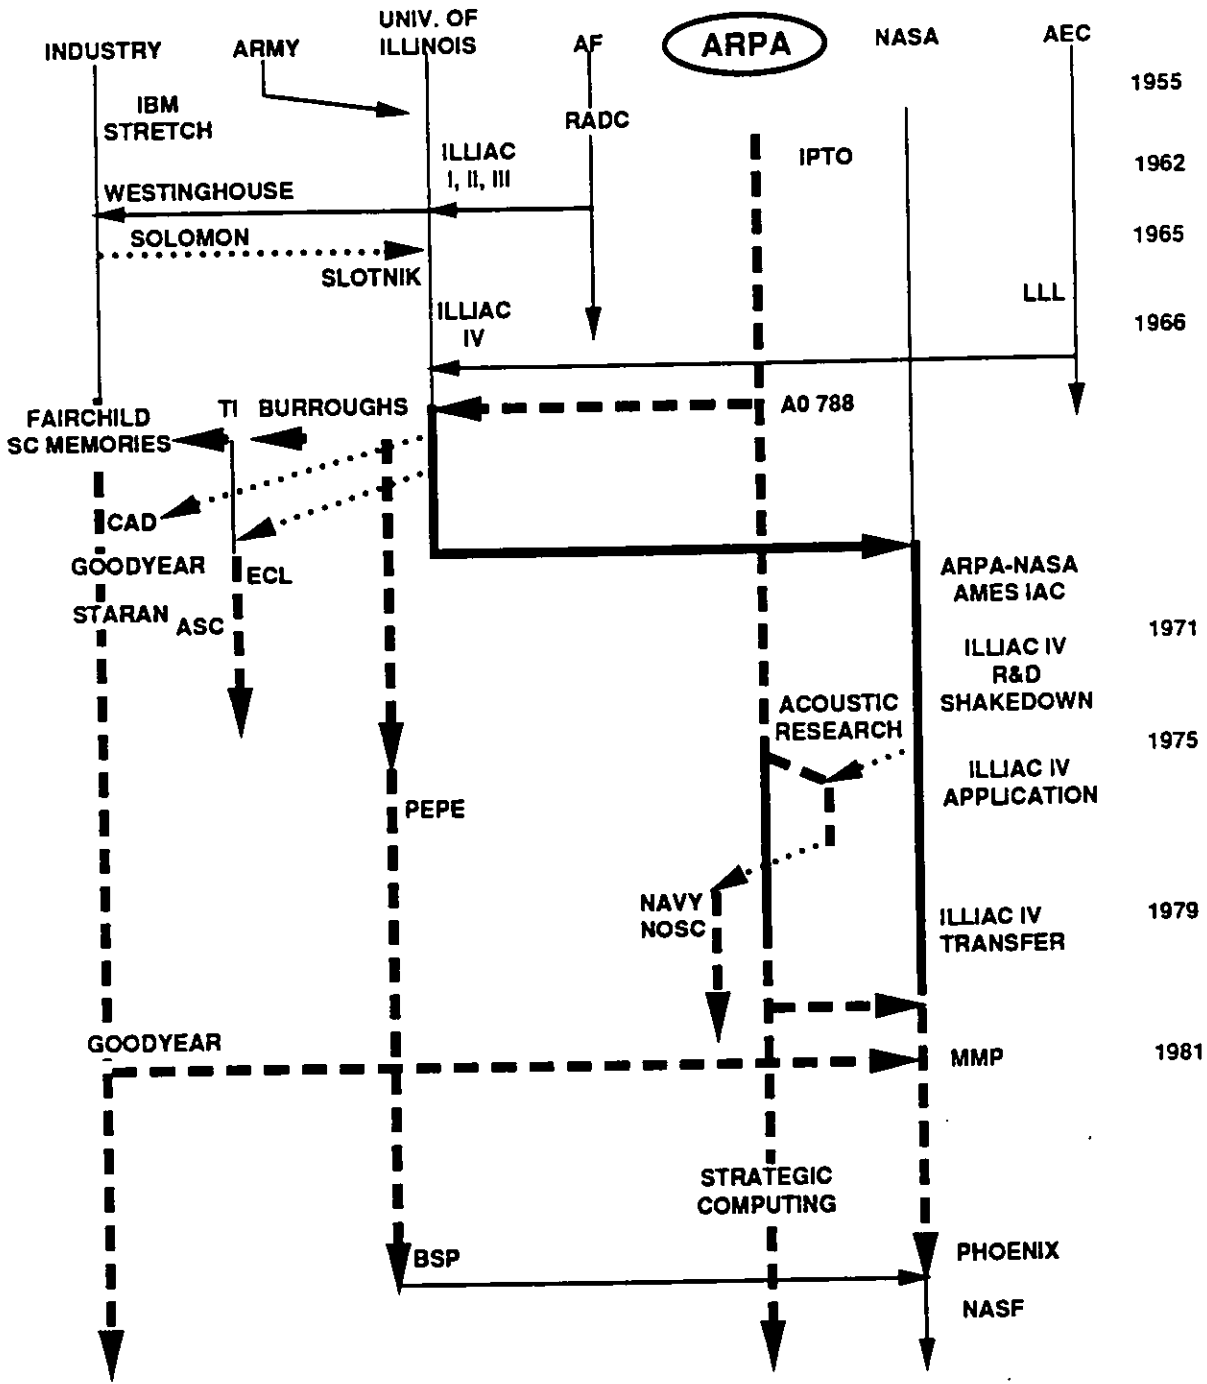 INDUSTRY
ARMY
UNIV. OF
ILLINOIS
AF
ARPA
NASA
AEC
1955
IBM
STRETCH
RADC
ILLIAC
I, II, III
IPTO
1962
WESTINGHOUSE
SOLOMON
1965
SLOTNIK
LLL
ILLIAC
IV
1966
FAIRCHILD
SC MEMORIES
TI
BURROUGHS
A0 788
CAD
GOODYEAR
ECL
STARAN
ASC
ARPA-NASA
AMES IAC
1971
ILLIAC IV
R&D
SHAKEDOWN
ACOUSTIC
RESEARCH
1975
ILLIAC IV
APPLICATION
PEPE
NAVY
NOSC
ILLIAC IV
TRANSFER
1979
GOODYEAR
MMP
1981
STRATEGIC
COMPUTING
BSP
PHOENIX
NASF